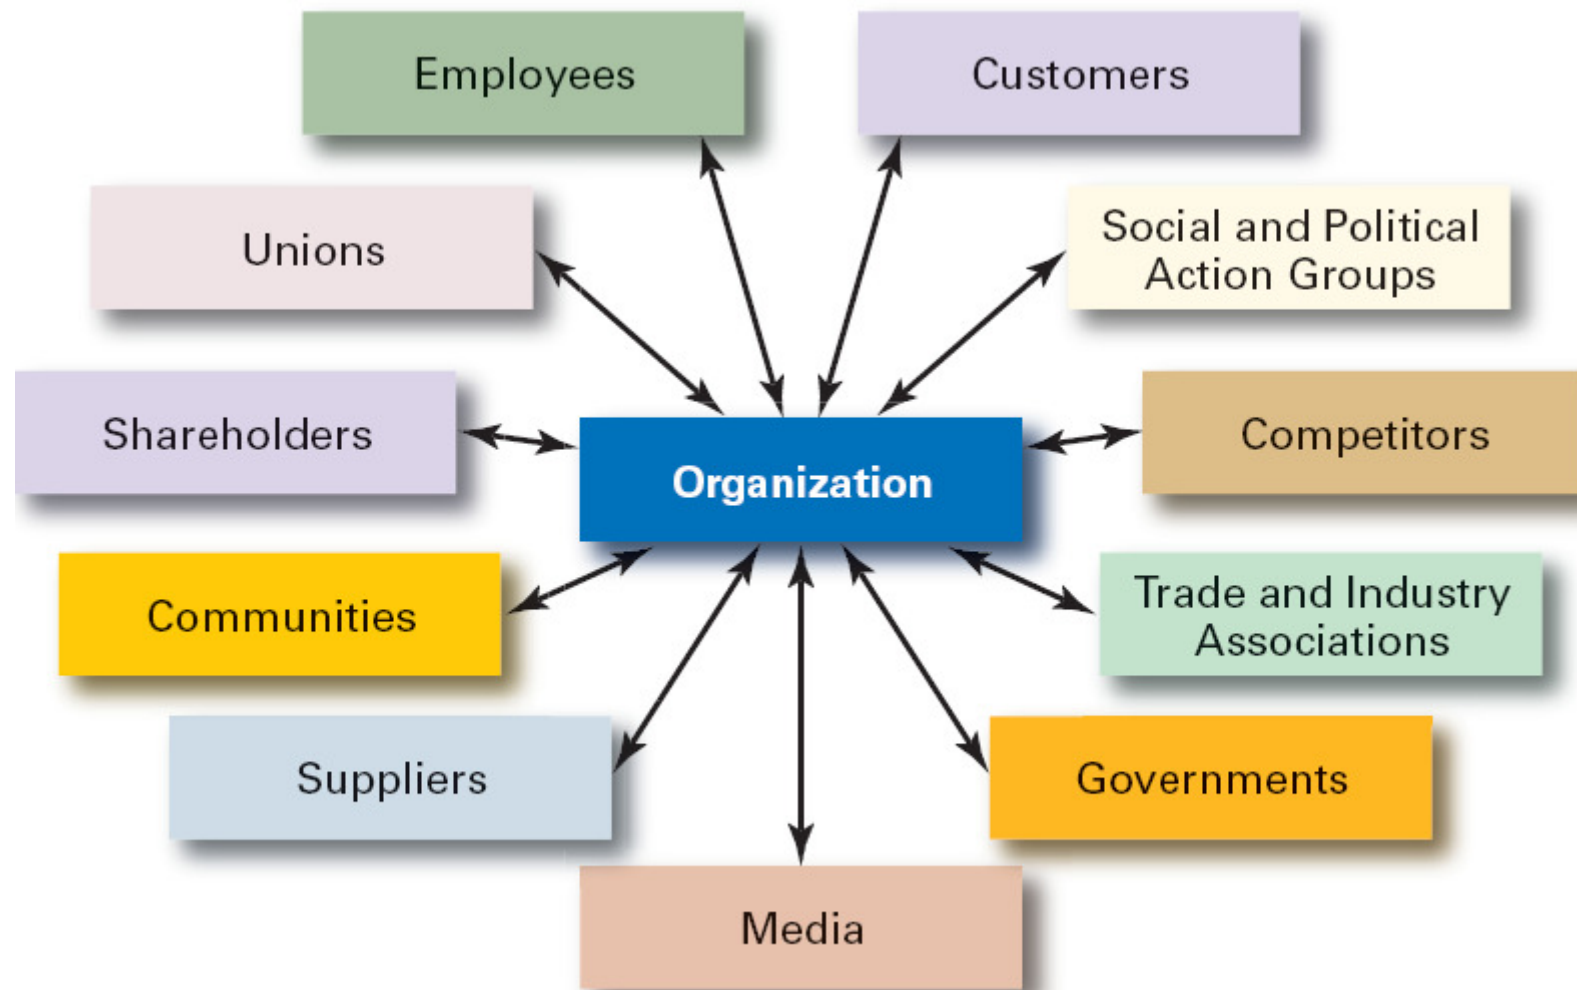 Employees
Customers
Unions
Social and Political
Action Groups
Shareholders
Competitors
Organization
Communities
Trade and Industry
Associations
Suppliers
Governments
Media